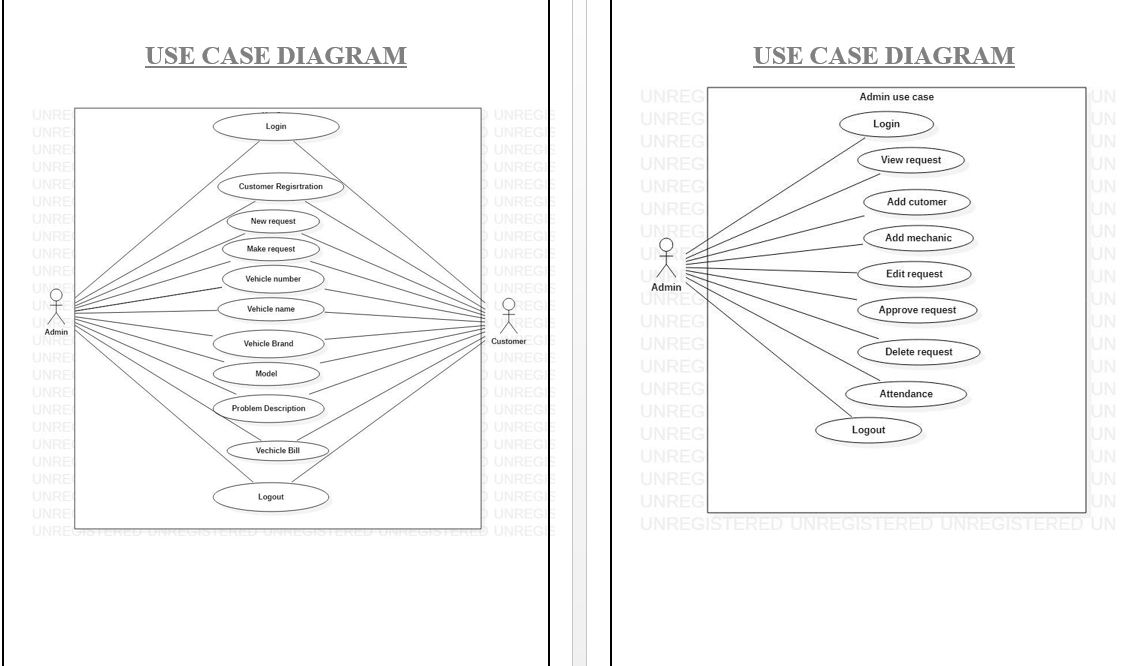 USE CASE DIAGRAM
Login
Customer Regisrtration
New request
Make request
Vehicle number
Vehicle name
Vehicle Brand
Model
Problem Description
Vechicle Bill
Logout
Admin
Customer
UNREGISTERED UNREGISTERED UNREGISTERED UNREGIS
USE CASE DIAGRAM
Admin use case
Login
View request
Add cutomer
Add mechanic
Edit request
Approve request
Delete request
Attendance
Logout
Admin
UNREGISTERED UNREGISTERED UNREGISTERED UN